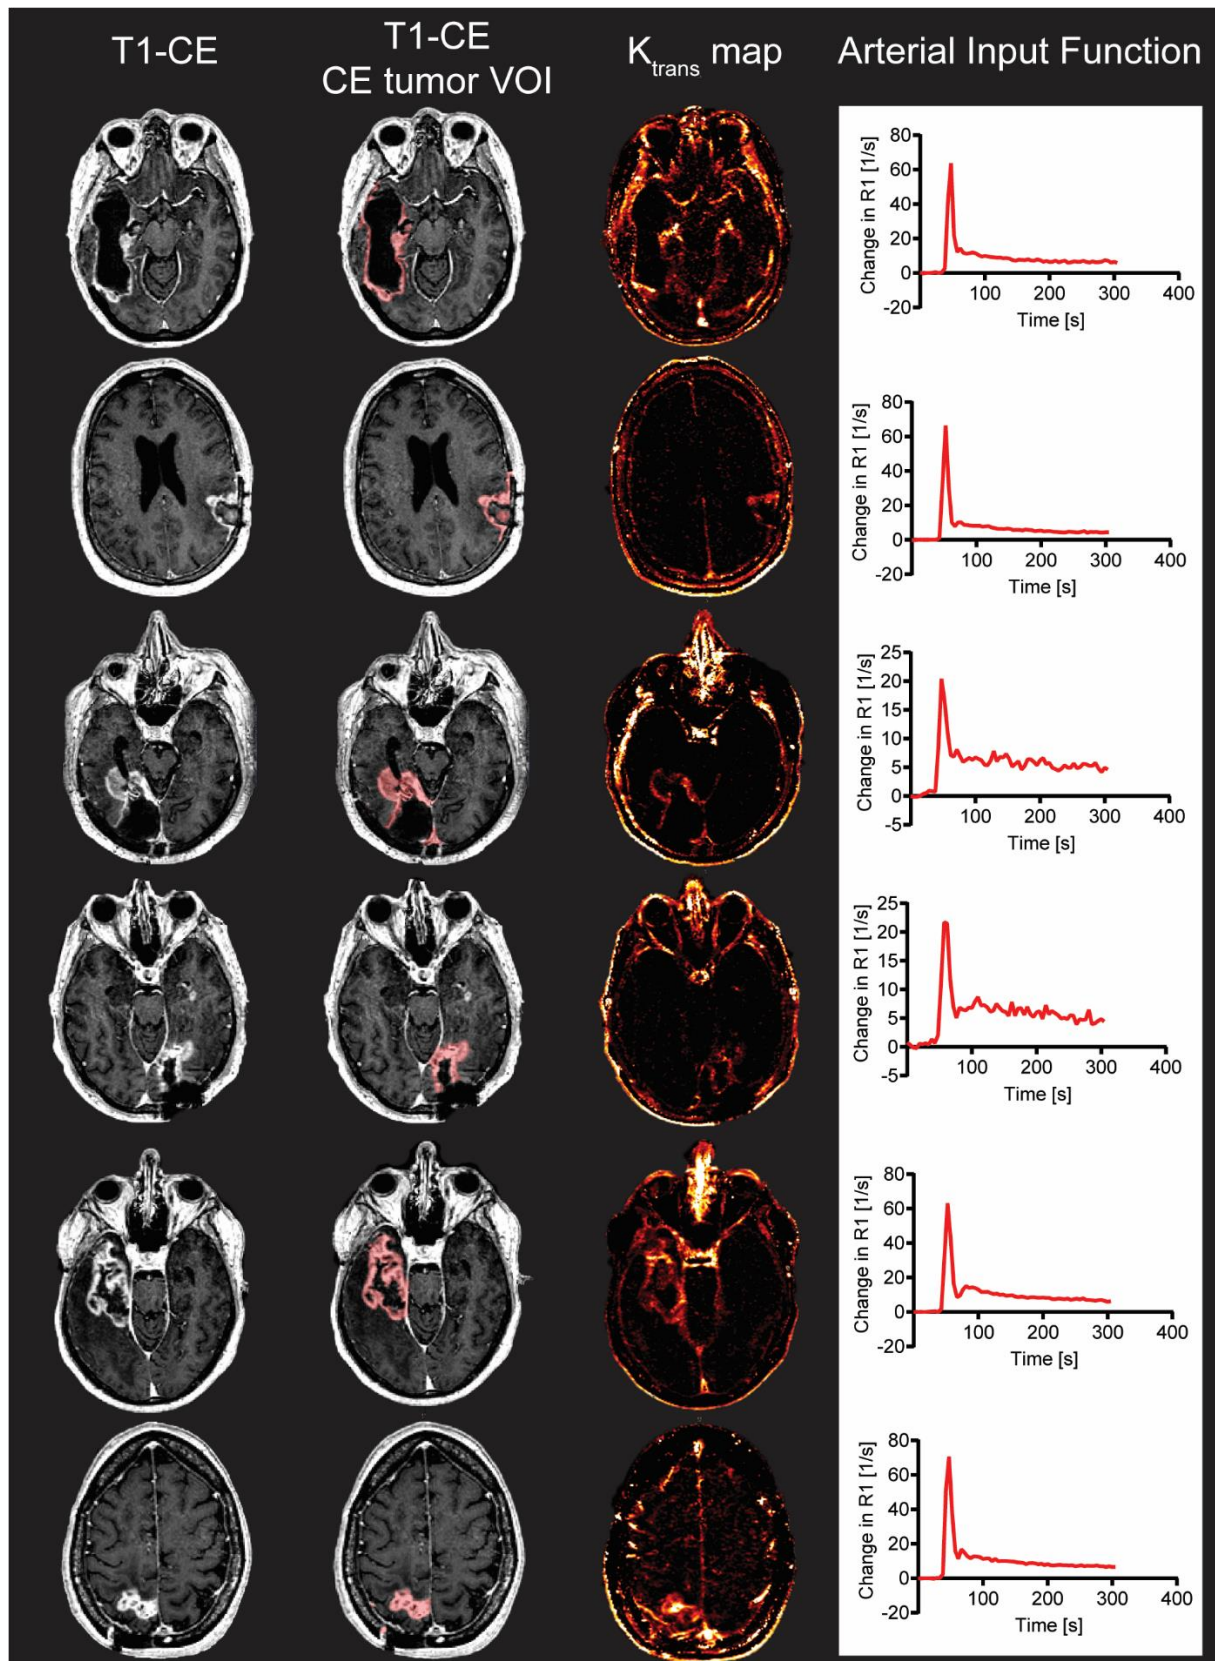 T1-CE
T1-CE
CE tumor VOI
Ktrans map
Arterial Input Function
Change in R1 [1/s]
80
60
40
20
0
-20
100 200 300 400
Time [s]
Change in R1 [1/s]
80
60
40
20
0
-20
100 200 300 400
Time [s]
Change in R1 [1/s]
25
20
15
10
5
0
-5
100 200 300 400
Time [s]
Change in R1 [1/s]
25
20
15
10
5
0
-5
100 200 300 400
Time [s]
Change in R1 [1/s]
80
60
40
20
0
-20
100 200 300 400
Time [s]
Change in R1 [1/s]
80
60
40
20
0
-20
100 200 300 400
Time [s]